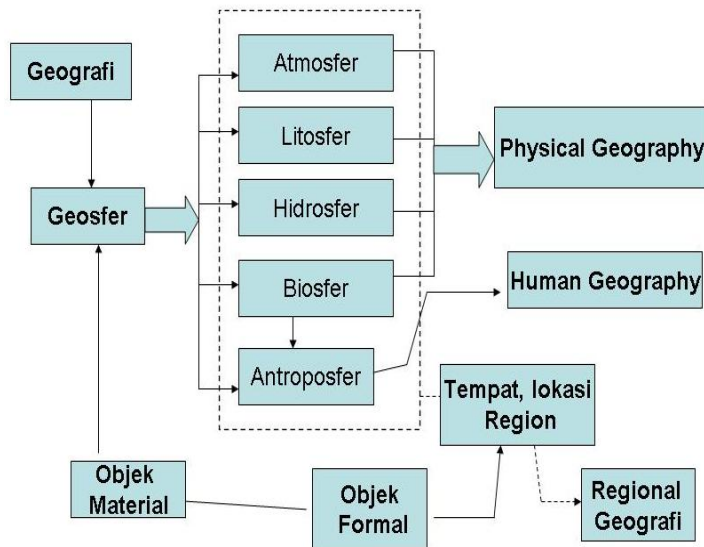 Geografi
Geosfer
Atmosfer
Litosfer
Hidrosfer
Biosfer
Antroposfer
Physical Geography
Human Geography
Tempat, lokasi
Region
Objek
Material
Objek
Formal
Regional
Geografi